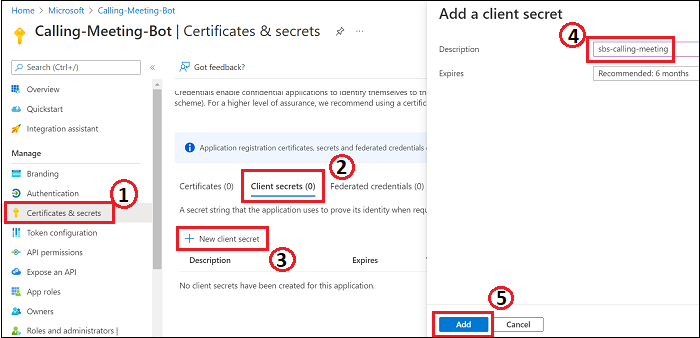 Home > Microsoft > Calling-Meeting-Bot
Calling-Meeting-Bot | Certificates & secrets
Search (Ctrl+/)
Overview
Quickstart
Integration assistant
Manage
Branding
Authentication
Certificates & secrets
Token configuration
API permissions
Expose an API
App roles
Owners
Roles and administrators |
1
Got feedback?
Credentials enable confidential applications to identify themselves to th
scheme). For a higher level of assurance, we recommend using a certific
Application registration certificates, secrets and federated credentials
2
Certificates (0) Client secrets (0) Federated credentials (0)
A secret string that the application uses to prove its identity when requ
New client secret
3
Description Expires
No client secrets have been created for this application.
Add a client secret
4
Description sbs-calling-meeting
Expires Recommended: 6 months
5
Add Cancel